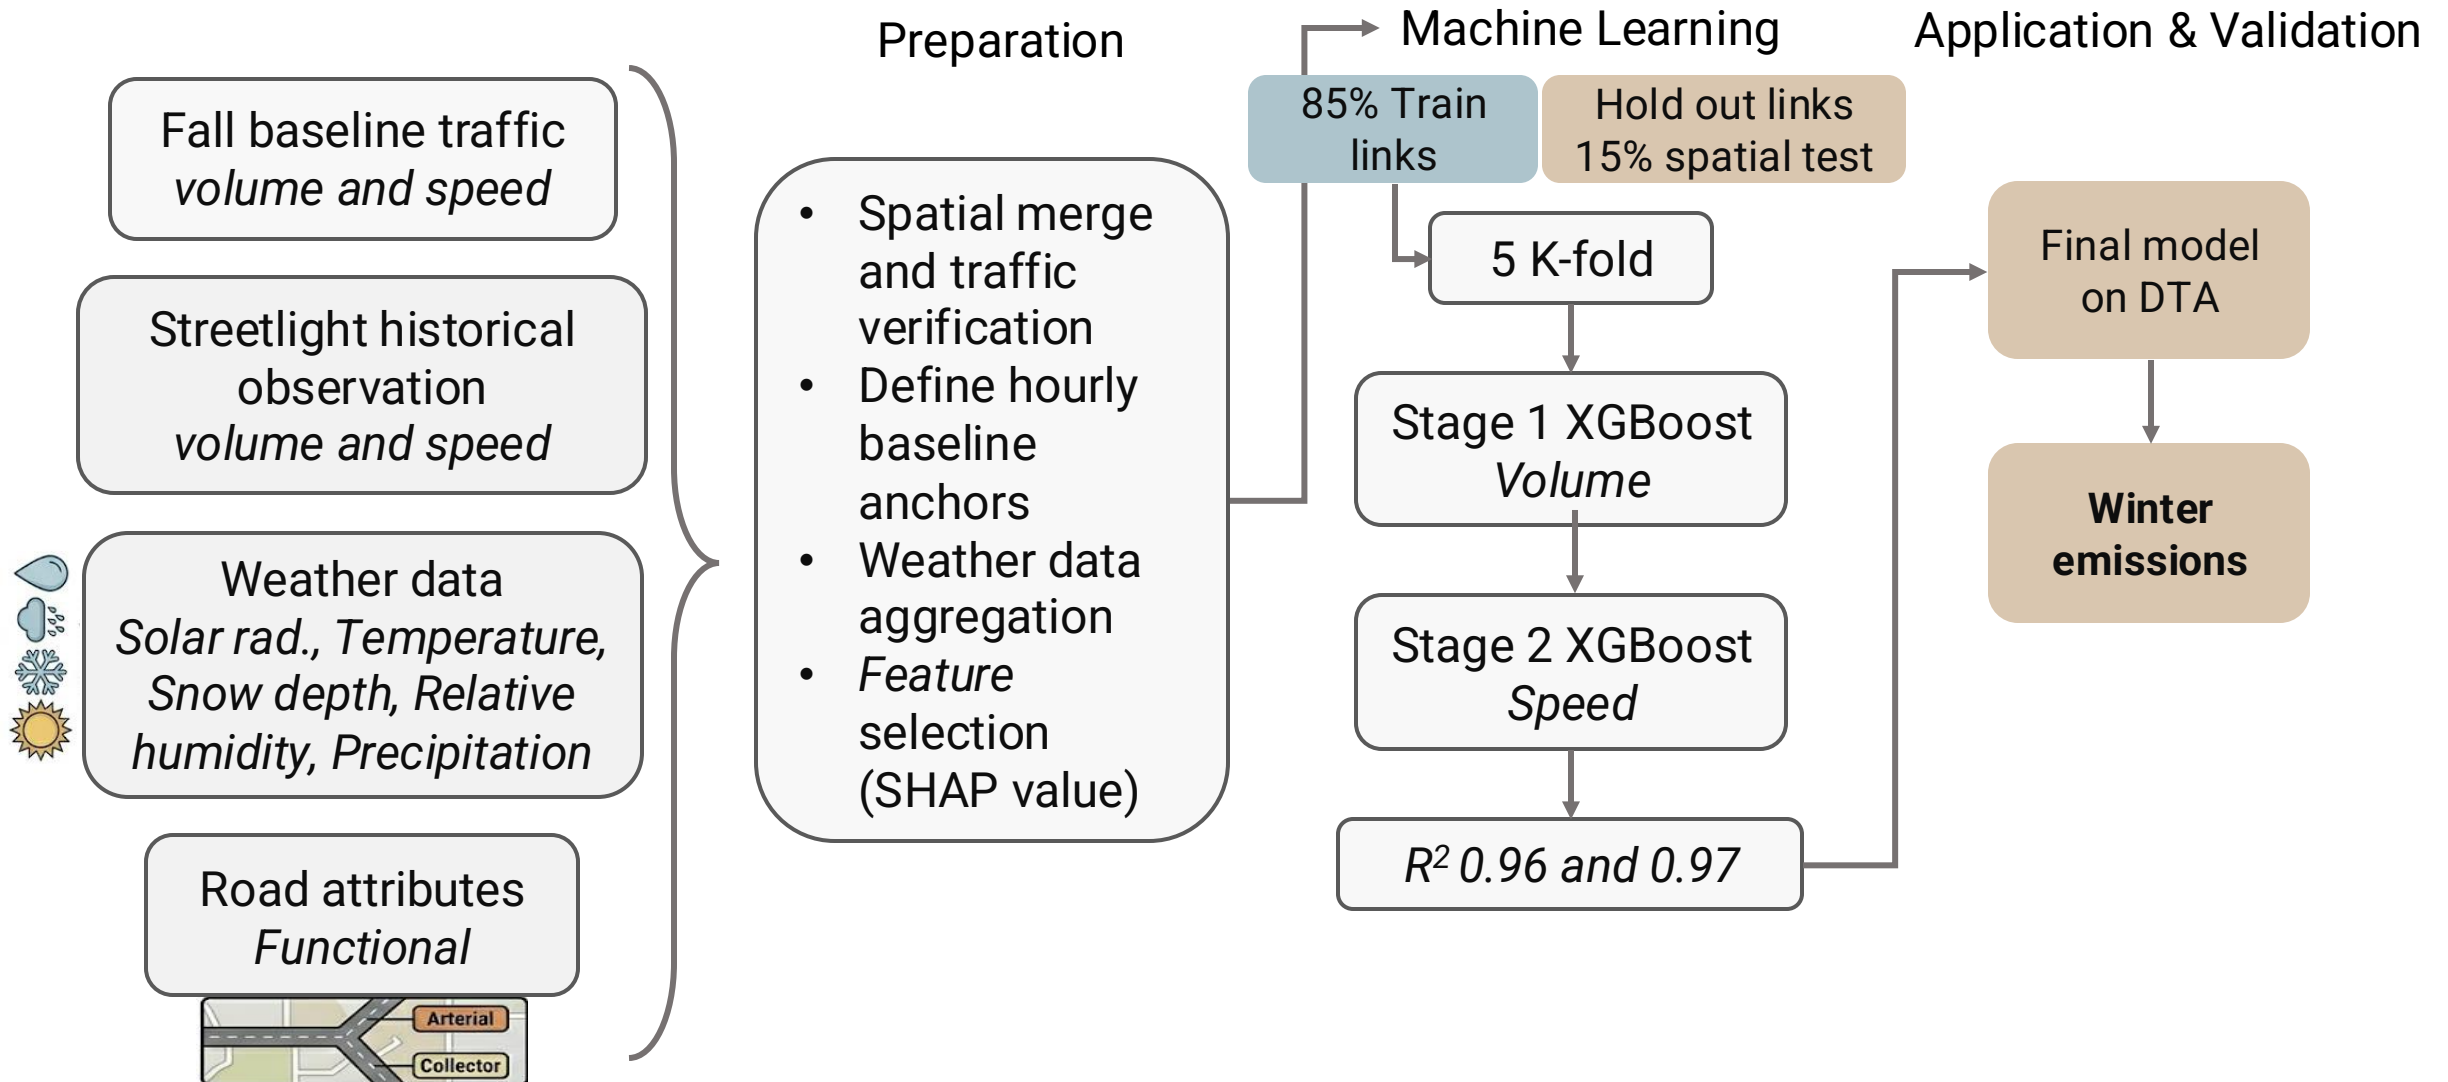 Fall baseline traffic
volume and speed
Streetlight historical
observation
volume and speed
Weather data
Solar rad., Temperature,
Snow depth, Relative
humidity, Precipitation
Road attributes
Functional
Arterial
Collector
Preparation
• Spatial merge
and traffic
verification
• Define hourly
baseline
anchors
• Weather data
aggregation
• Feature
selection
(SHAP value)
Machine Learning
85% Train
links
Hold out links
15% spatial test
5 K-fold
Stage 1 XGBoost
Volume
Stage 2 XGBoost
Speed
R² 0.96 and 0.97
Application & Validation
Final model
on DTA
Winter
emissions